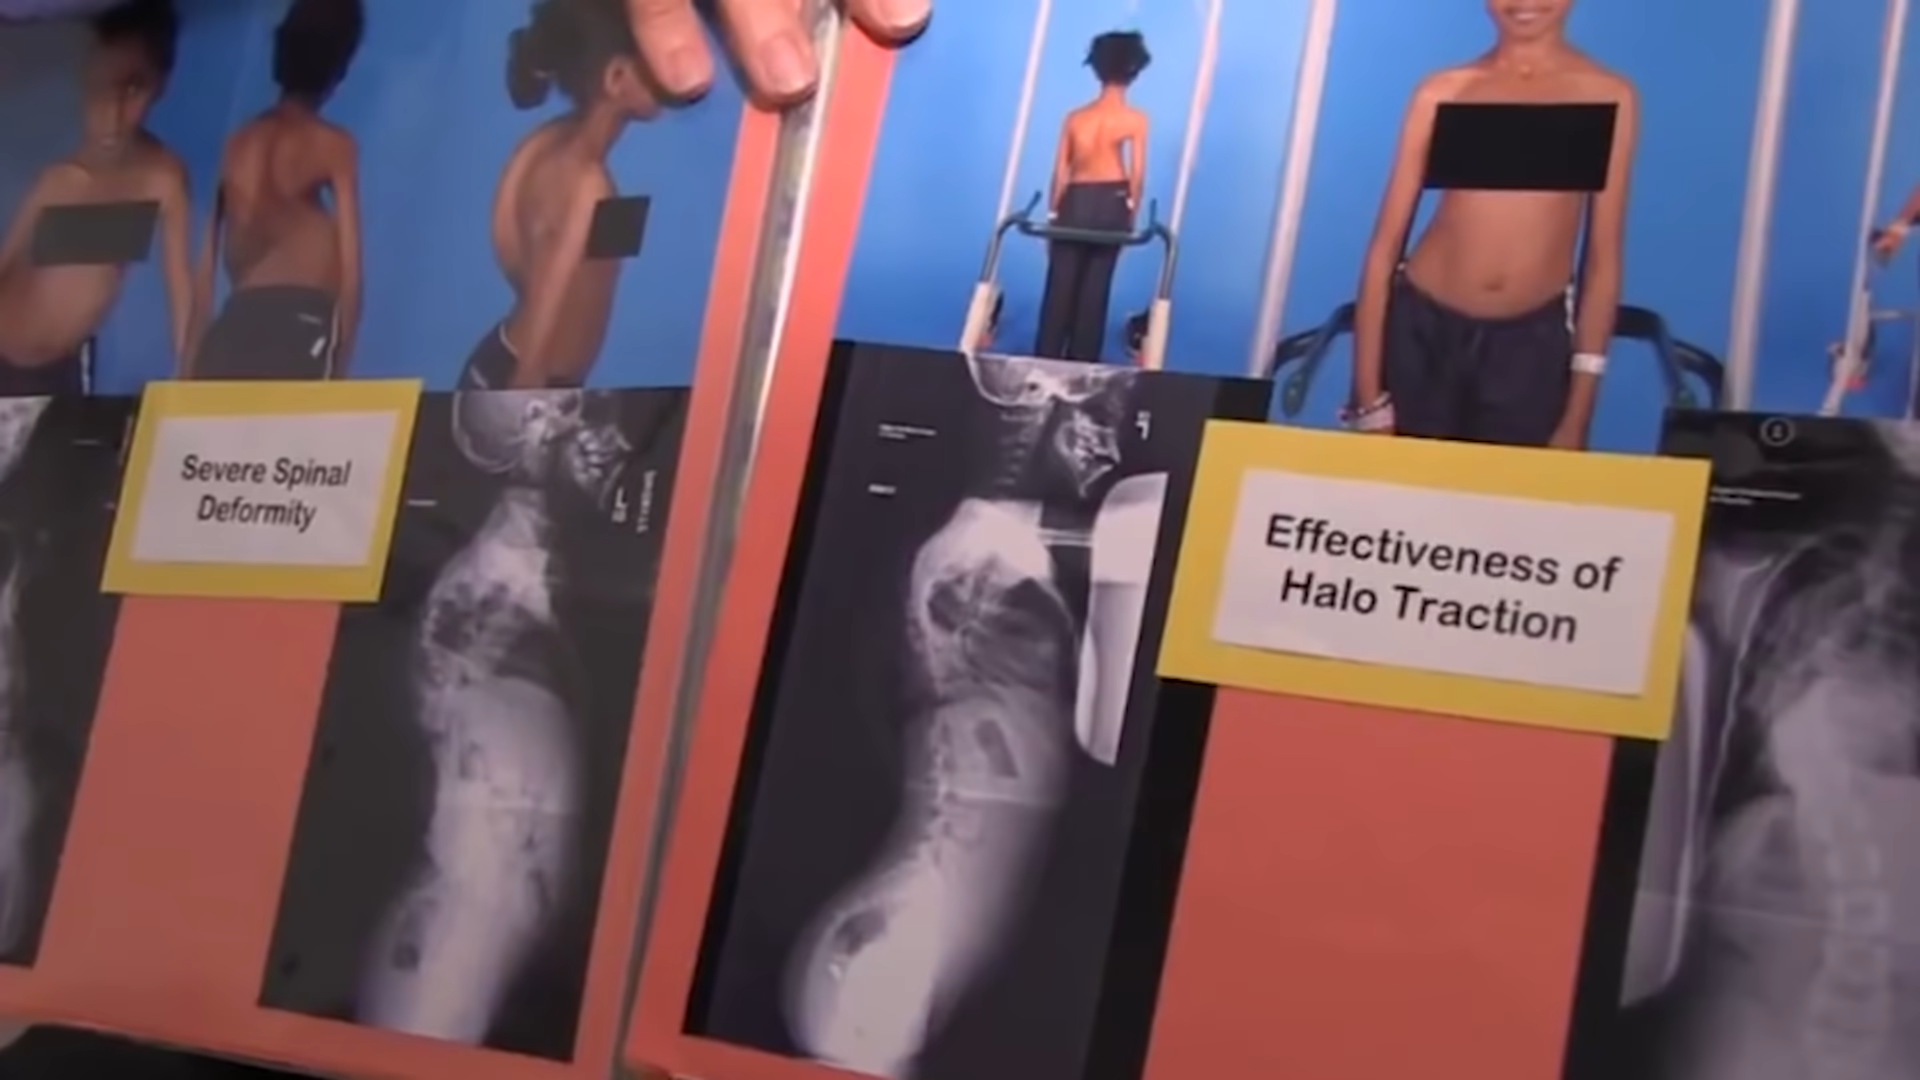 Severe Spinal
Deformity
Effectiveness of
Halo Traction